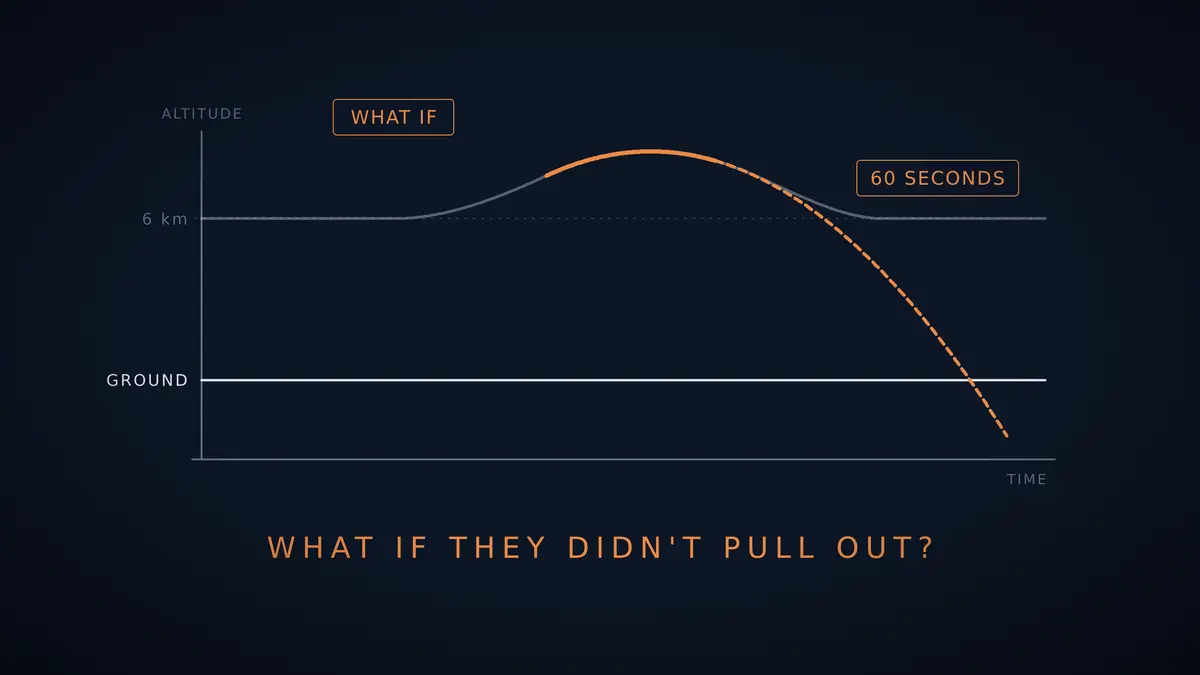 ALTITUDE
WHAT IF
60 SECONDS
6 km
GROUND
TIME
WHAT IF THEY DIDN'T PULL OUT?